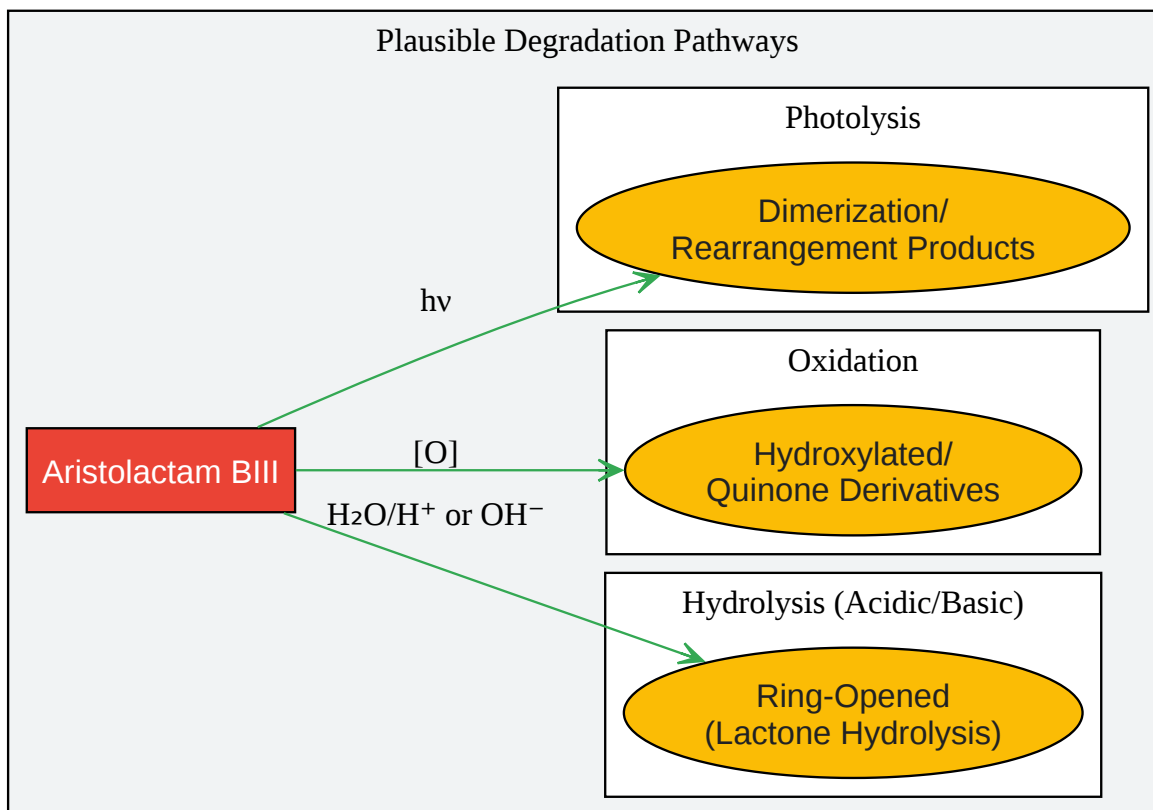 Plausible Degradation Pathways
Photolysis
Dimerization/
Rearrangement Products
hν
Oxidation
Aristolactam BIII
[O]
Hydroxylated/
Quinone Derivatives
H₂O/H⁺ or OH⁻
Hydrolysis (Acidic/Basic)
Ring-Opened
(Lactone Hydrolysis)